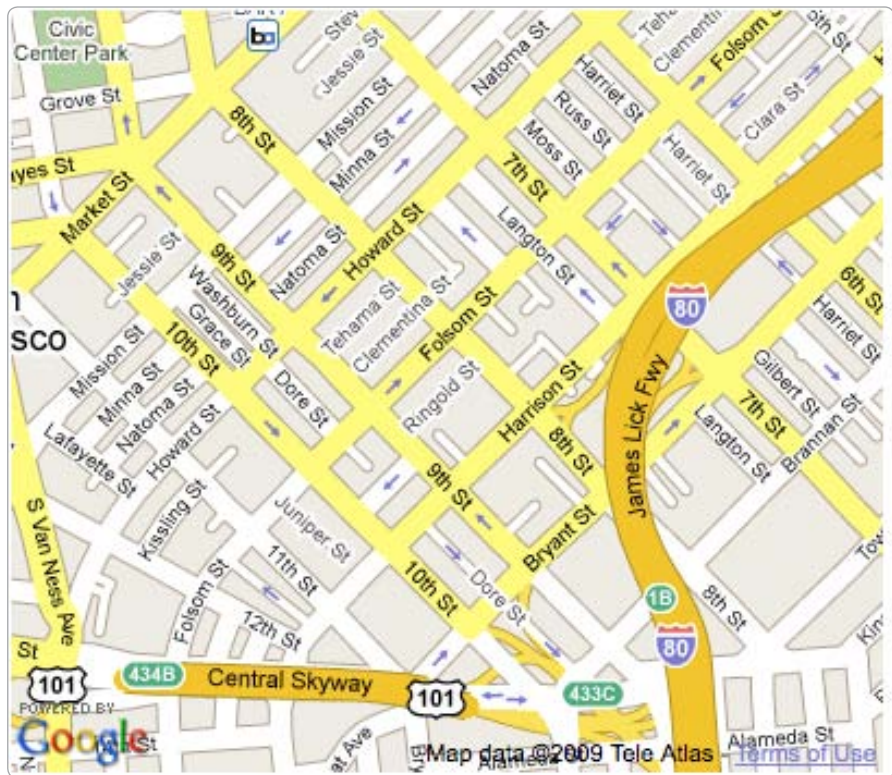 Civic
Center Park
Grove St
BART
Stev
Jessie St
Mission St
Minna St
Natoma St
8th St
Harriet St
Russ St
Moss St
7th St
Clementina
Folsom St
Clara St
Harriet St
yes St
Market St
Jessie St
9th St
Washburn St
Grace St
10th St
Natoma St
Howard St
Tehama St
Clementina St
Folsom St
Langton St
80
6th St
Harriet St
SCO
Mission St
Minna St
Natoma St
Howard St
Lafayette St
Kissling St
Dore St
Ringold St
Harrison St
8th St
James Lick Fwy
Gilbert St
7th St
Langton St
Brannan St
S Van Ness Ave
Juniper St
11th St
12th St
Folsom St
9th St
10th St
Bryant St
Dore St
1B
80
8th St
St
101
434B
Central Skyway
101
433C
POWERED BY
Google
Alameda St
Map data ©2009 Tele Atlas - Terms of Use